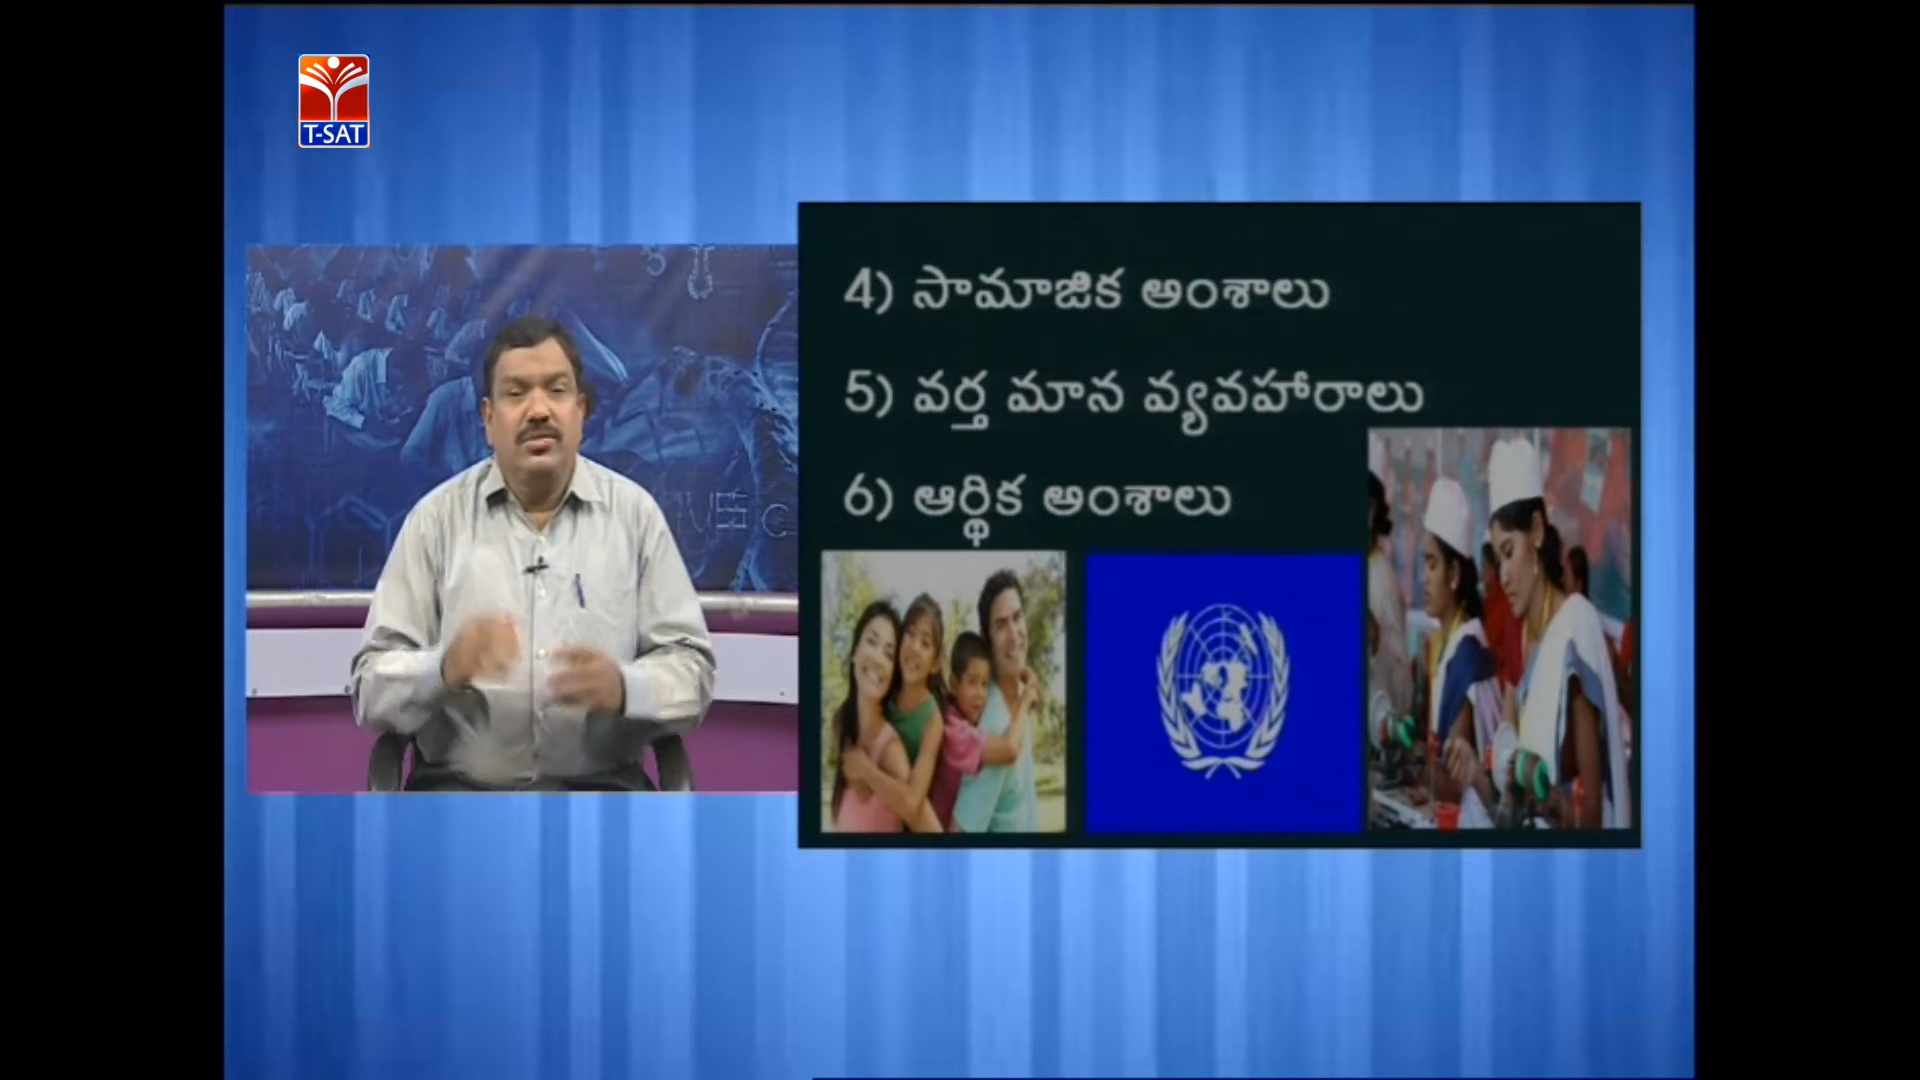 T-SAT
4) సామాజిక అంశాలు
5) వర్త మాన వ్యవహారాలు
6) ఆర్థిక అంశాలు